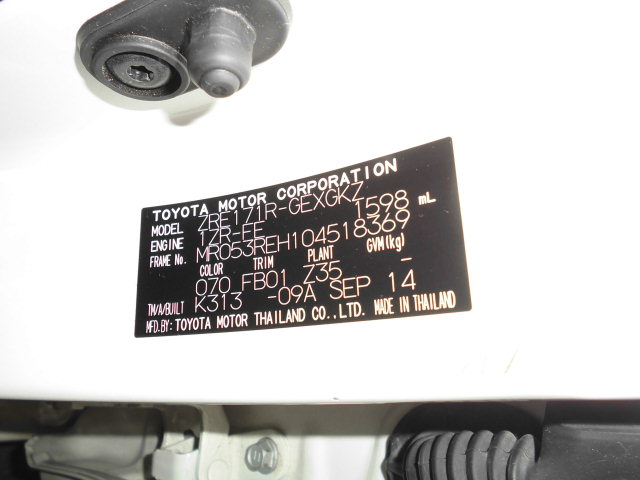 TOYOTA MOTOR CORPORATION
MODEL ZRE171R-GEXGKZ
ENGINE 1ZR-FE 1598 mL
FRAME No. MR053REH104518369
COLOR TRIM PLANT GVM(kg)
070 FB01 Z35 -
TM/A/BUILT K313 -09A SEP 14
MFD.BY: TOYOTA MOTOR THAILAND CO.,LTD. MADE IN THAILAND